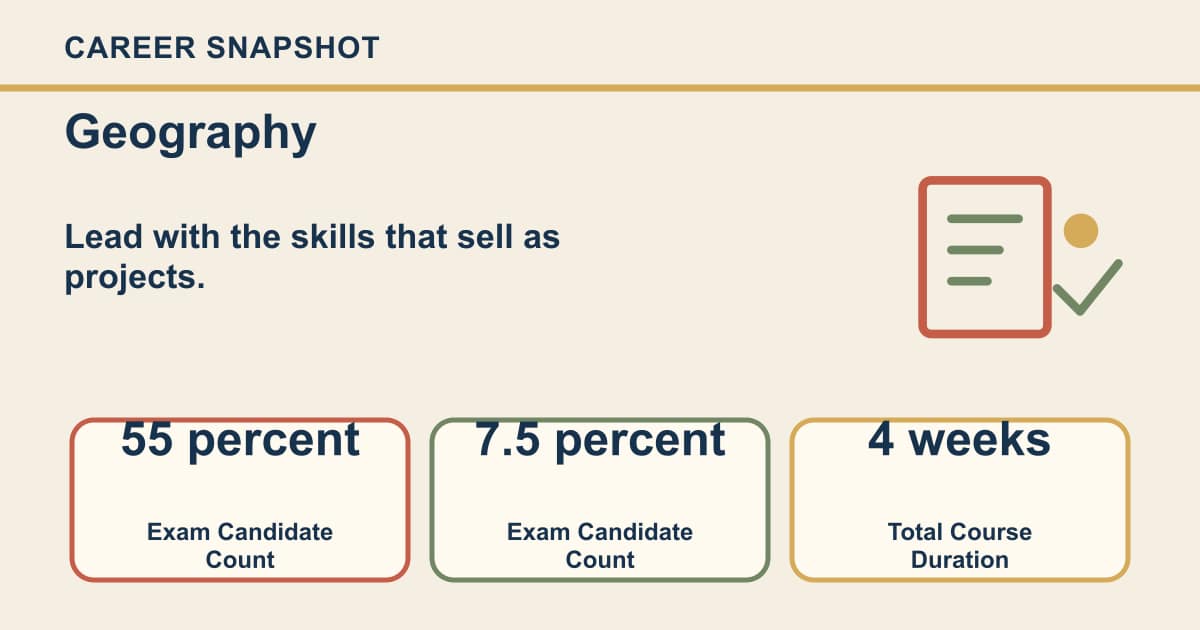 CAREER SNAPSHOT
Geography
Lead with the skills that sell as
projects.
55 percent
Exam Candidate
Count
7.5 percent
Exam Candidate
Count
4 weeks
Total Course
Duration